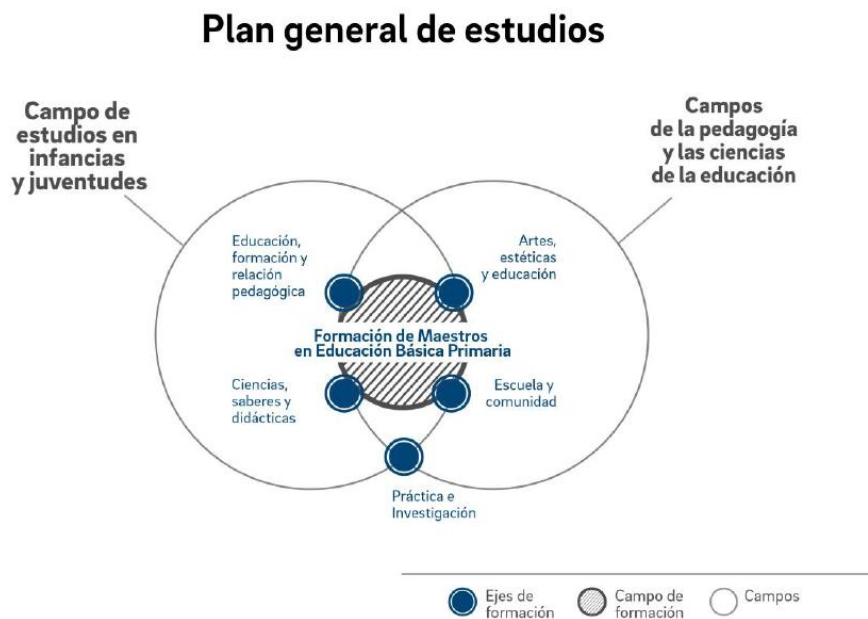 Plan general de estudios
Campo de
estudios en
infancias
y juventudes
Campos
de la pedagogía
y las ciencias
de la educación
Educación,
formación y
relación
pedagógica
Artes,
estéticas
y educación
Formación de Maestros
en Educación Básica Primaria
Ciencias,
saberes y
didácticas
Escuela y
comunidad
Práctica e
Investigación
Ejes de
formación
Campo de
formación
Campos